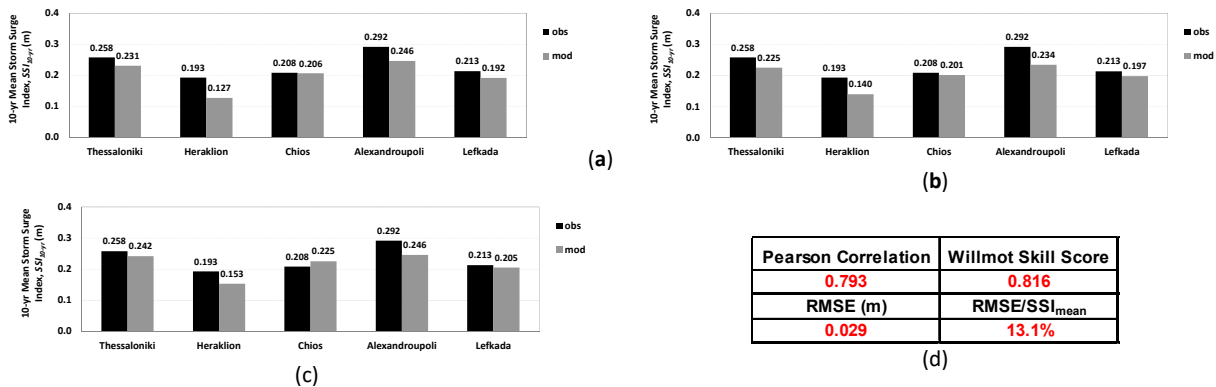 10-yr Mean Storm Surge
Index, SSI10-yr, (m)
0.4
0.3
0.2
0.1
0.0
0.258
0.231
0.193
0.127
0.208
0.206
0.292
0.246
0.213
0.192
Thessaloniki
Heraklion
Chios
Alexandroupoli
Lefkada
obs
mod
(a)
10-yr Mean Storm Surge
Index, SSI10-yr, (m)
0.4
0.3
0.2
0.1
0.0
0.258
0.225
0.193
0.140
0.208
0.201
0.292
0.234
0.213
0.197
Thessaloniki
Heraklion
Chios
Alexandroupoli
Lefkada
obs
mod
(b)
10-yr Mean Storm Surge
Index, SSI10-yr, (m)
0.4
0.3
0.2
0.1
0.0
0.258
0.242
0.193
0.153
0.208
0.225
0.292
0.246
0.213
0.205
Thessaloniki
Heraklion
Chios
Alexandroupoli
Lefkada
obs
mod
(c)
Pearson Correlation Willmot Skill Score
0.793 0.816
RMSE (m) RMSE/SSImean
0.029 13.1%
(d)